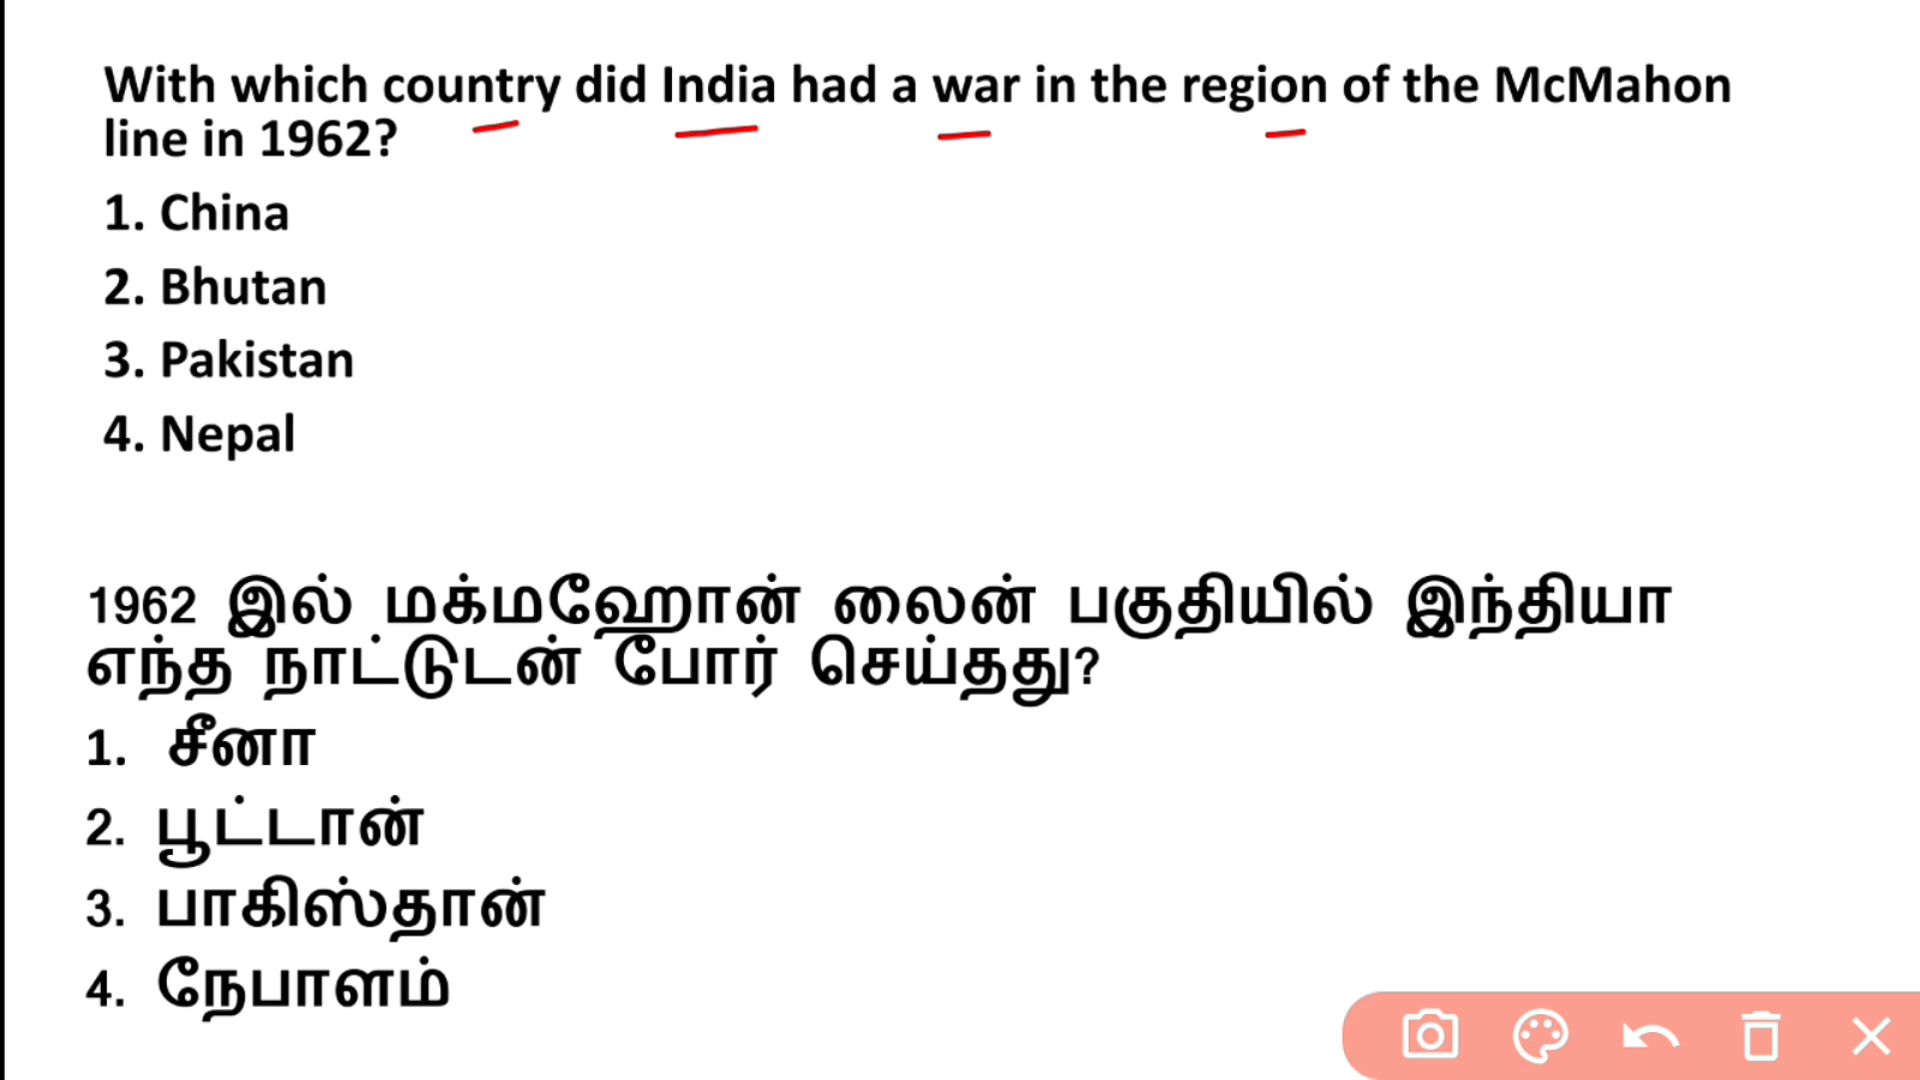 With which country did India had a war in the region of the McMahon
line in 1962?
1. China
2. Bhutan
3. Pakistan
4. Nepal
1962 இல் மக்மஹோன் லைன் பகுதியில் இந்தியா
எந்த நாட்டுடன் போர் செய்தது?
1. சீனா
2. பூட்டான்
3. பாகிஸ்தான்
4. நேபாளம்